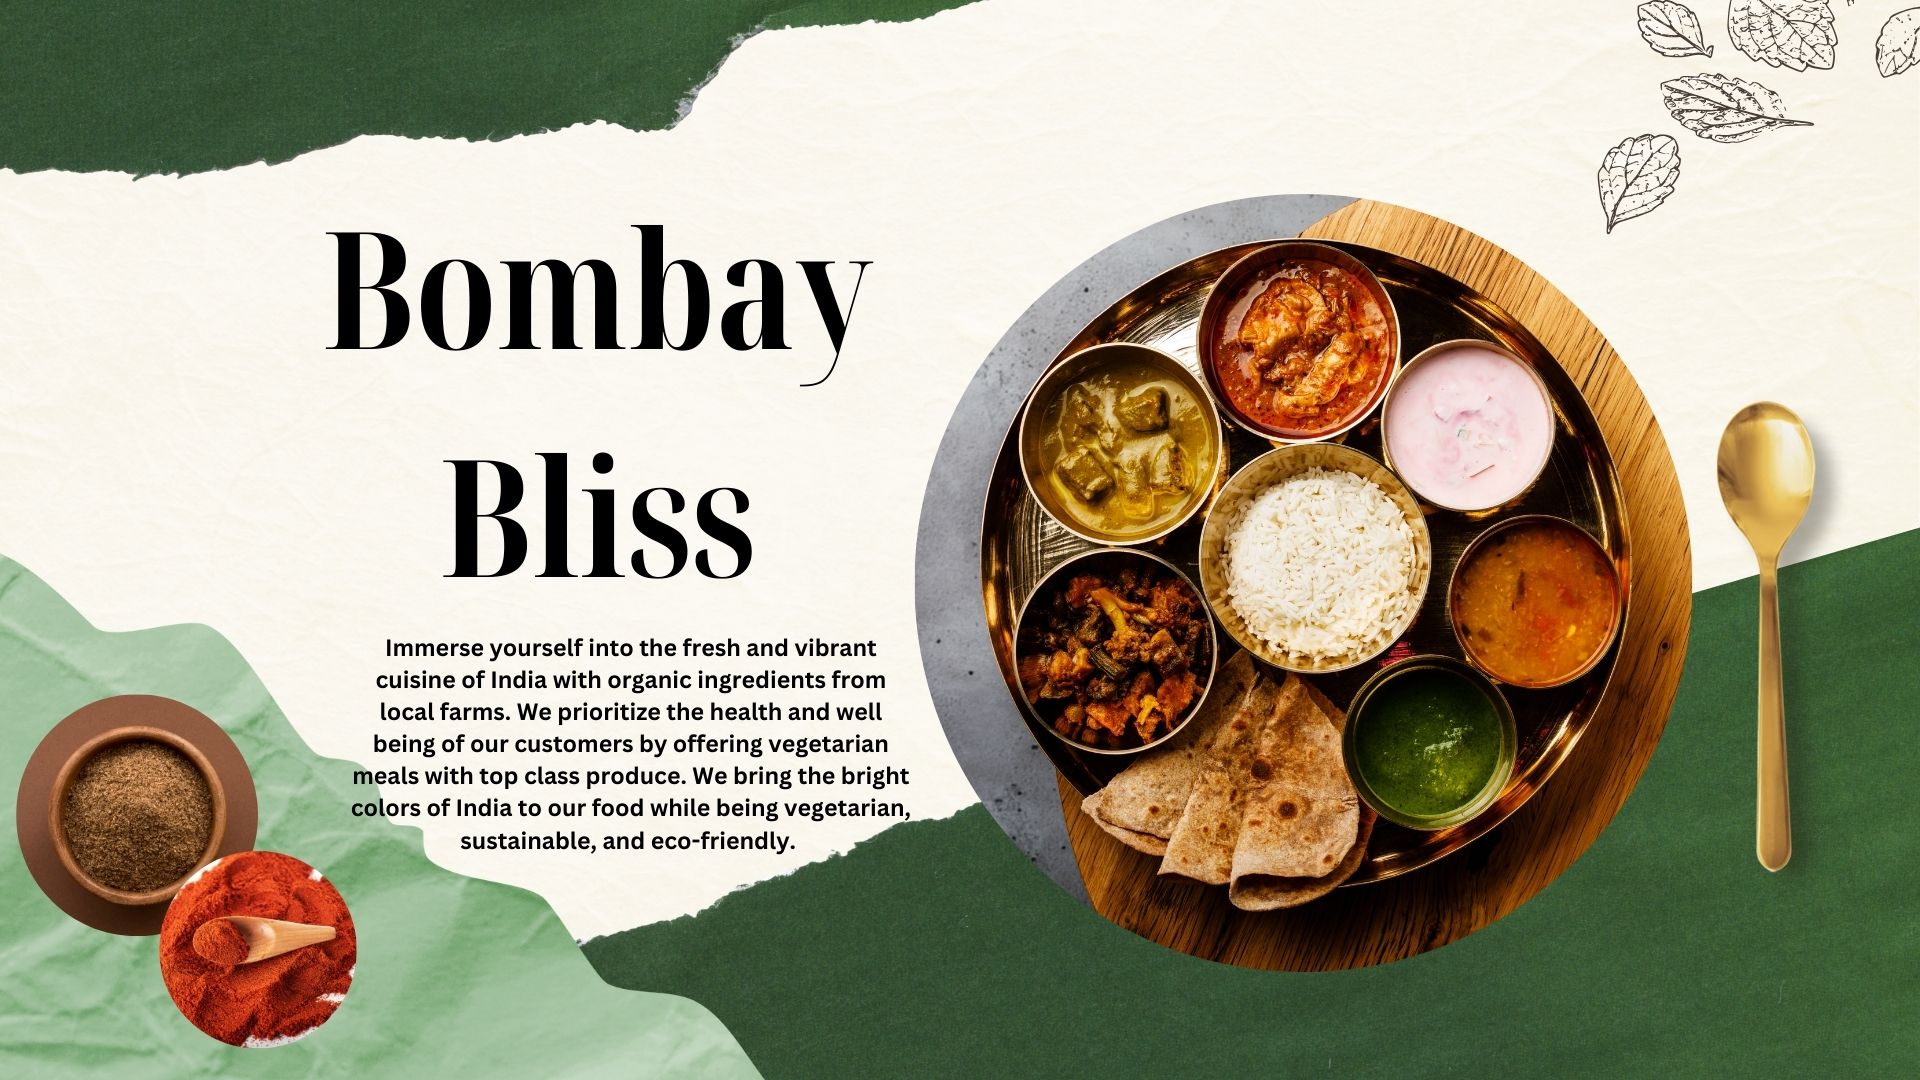 Bombay
Bliss
Immerse yourself into the fresh and vibrant
cuisine of India with organic ingredients from
local farms. We prioritize the health and well
being of our customers by offering vegetarian
meals with top class produce. We bring the bright
colors of India to our food while being vegetarian,
sustainable, and eco-friendly.